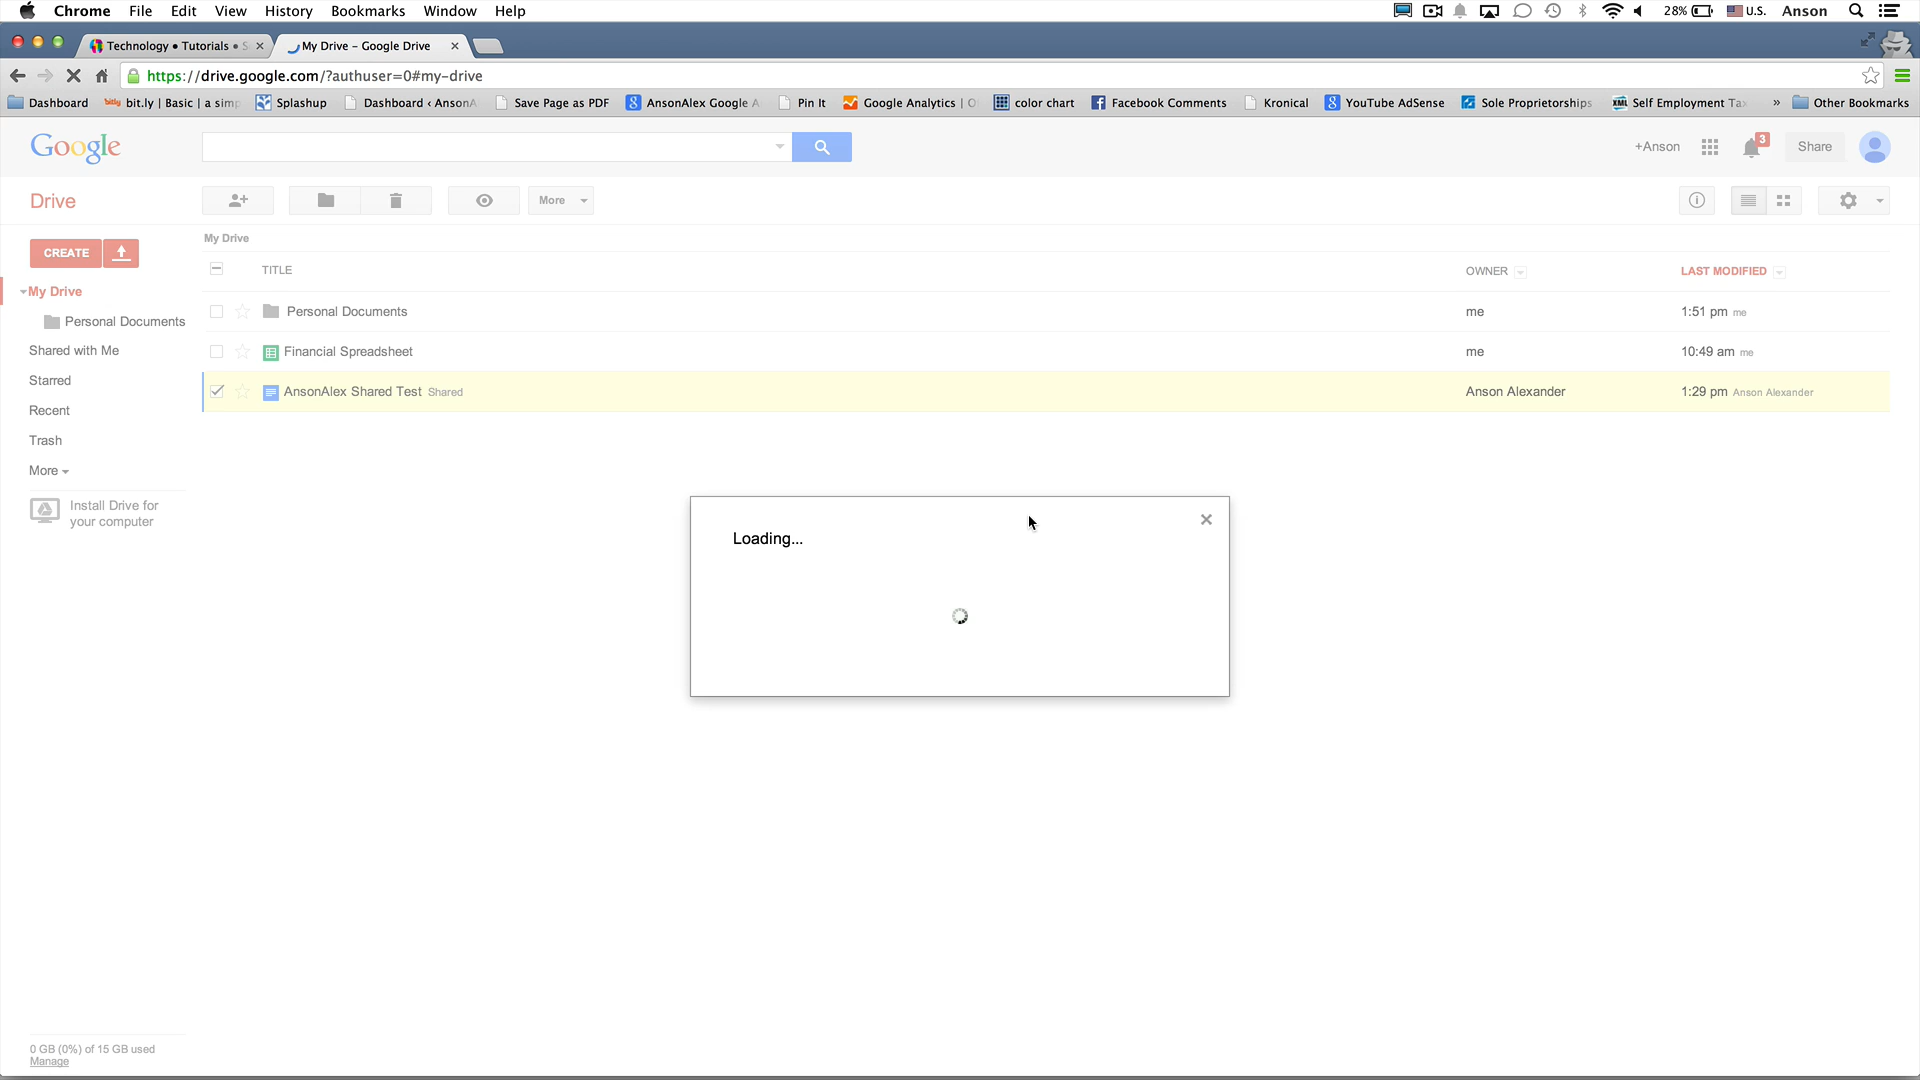 Chrome File Edit View History Bookmarks Window Help 28% U.S. Anson
Technology • Tutorials • S My Drive – Google Drive
https://drive.google.com/?authuser=0#my-drive
Dashboard bitly bit.ly | Basic | a simp Splashup Dashboard ‹ AnsonA Save Page as PDF AnsonAlex Google A Pin It Google Analytics | O color chart Facebook Comments Kronical YouTube AdSense Sole Proprietorships XML Self Employment Tax » Other Bookmarks
Google +Anson 3 Share
Drive More
My Drive
CREATE
TITLE OWNER LAST MODIFIED
My Drive
Personal Documents me 1:51 pm me
Personal Documents
Shared with Me
Financial Spreadsheet me 10:49 am me
Starred
AnsonAlex Shared Test Shared Anson Alexander 1:29 pm Anson Alexander
Recent
Trash
More
Install Drive for
your computer
Loading...
0 GB (0%) of 15 GB used
Manage